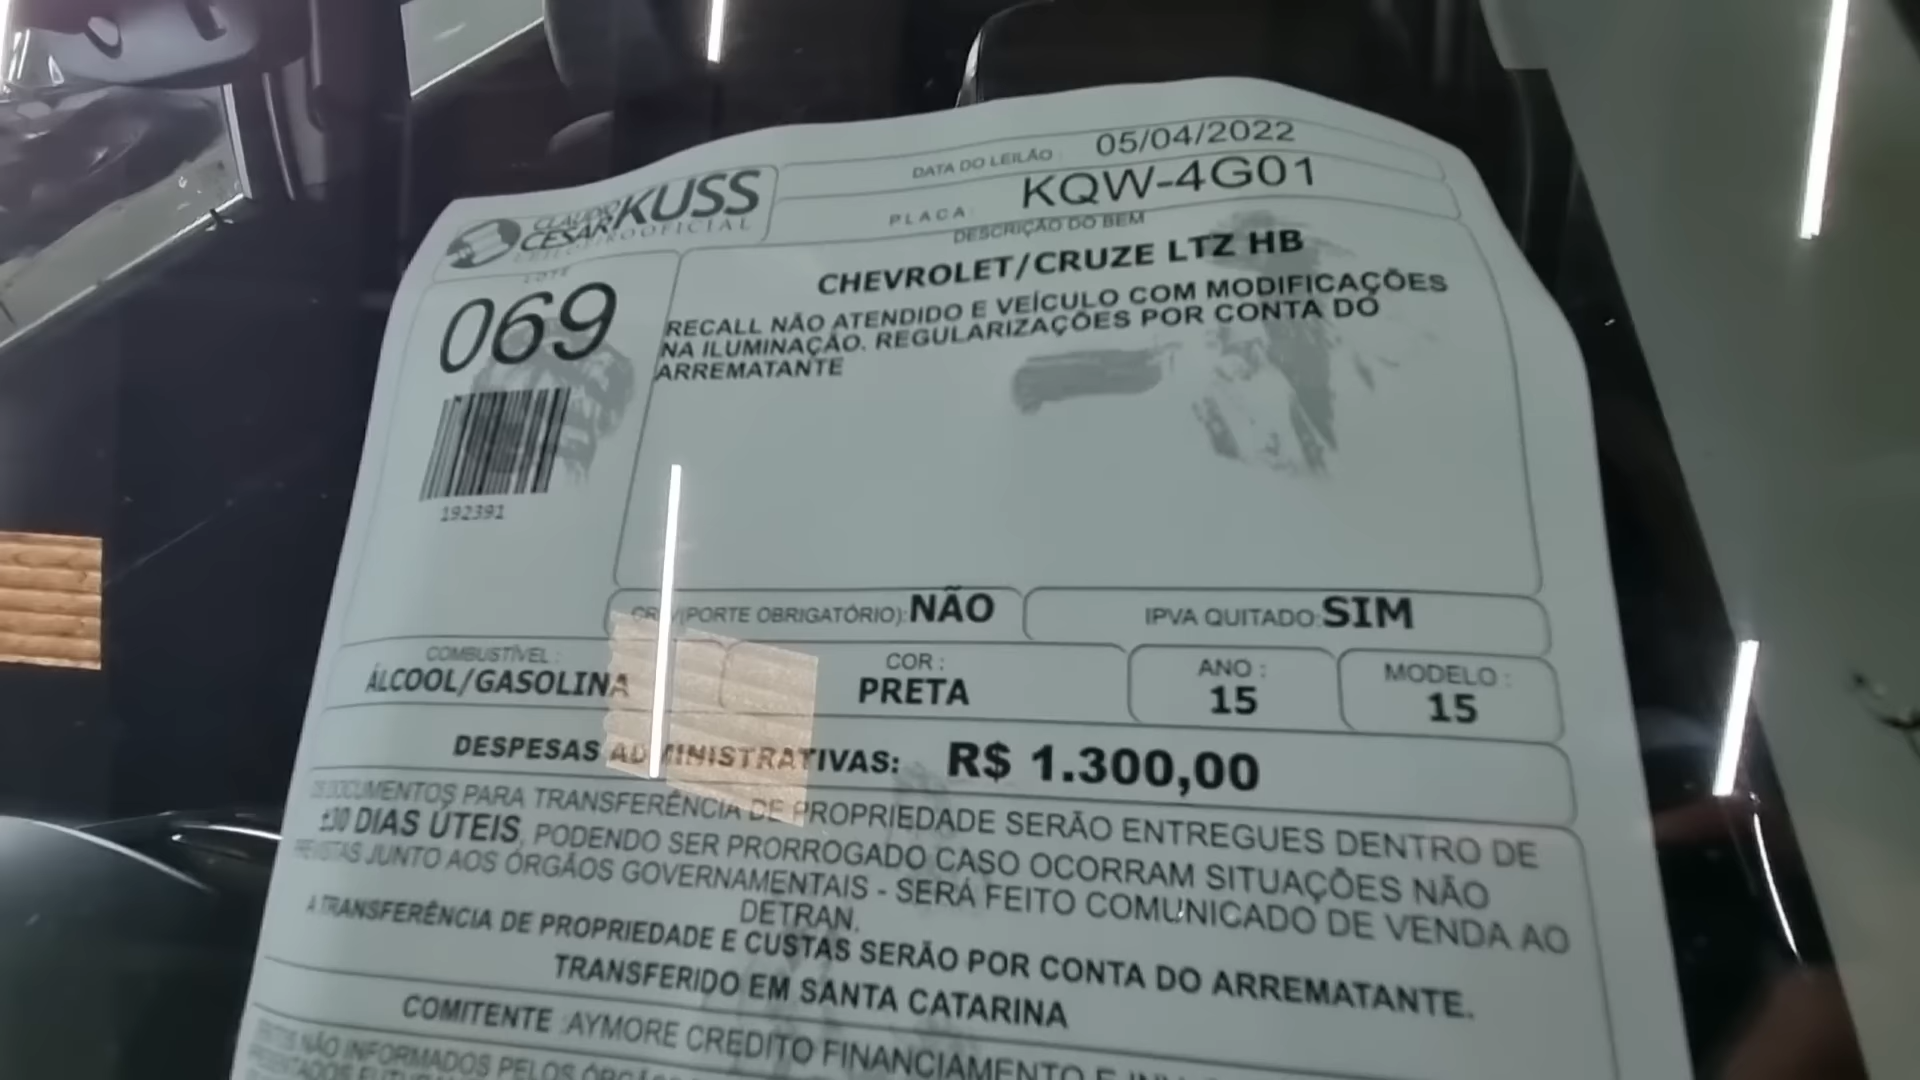 CLAUDIO CESAR KUSS
LEILOEIRO OFICIAL
DATA DO LEILÃO : 05/04/2022
PLACA: KQW-4G01
LOTE
069
192391
DESCRIÇÃO DO BEM
CHEVROLET/CRUZE LTZ HB
RECALL NÃO ATENDIDO E VEÍCULO COM MODIFICAÇÕES
NA ILUMINAÇÃO. REGULARIZAÇÕES POR CONTA DO
ARREMATANTE
(PORTE OBRIGATÓRIO): NÃO
IPVA QUITADO: SIM
COMBUSTÍVEL :
ÁLCOOL/GASOLINA
COR :
PRETA
ANO :
15
MODELO :
15
DESPESAS ADMINISTRATIVAS: R$ 1.300,00
DOCUMENTOS PARA TRANSFERÊNCIA DE PROPRIEDADE SERÃO ENTREGUES DENTRO DE
DIAS ÚTEIS, PODENDO SER PRORROGADO CASO OCORRAM SITUAÇÕES NÃO
PREVISTAS JUNTO AOS ÓRGÃOS GOVERNAMENTAIS - SERÁ FEITO COMUNICADO DE VENDA AO
DETRAN.
A TRANSFERÊNCIA DE PROPRIEDADE E CUSTAS SERÃO POR CONTA DO ARREMATANTE.
TRANSFERIDO EM SANTA CATARINA
COMITENTE :AYMORE CREDITO FINANCIAMENTO E
NÃO INFORMADOS PELOS